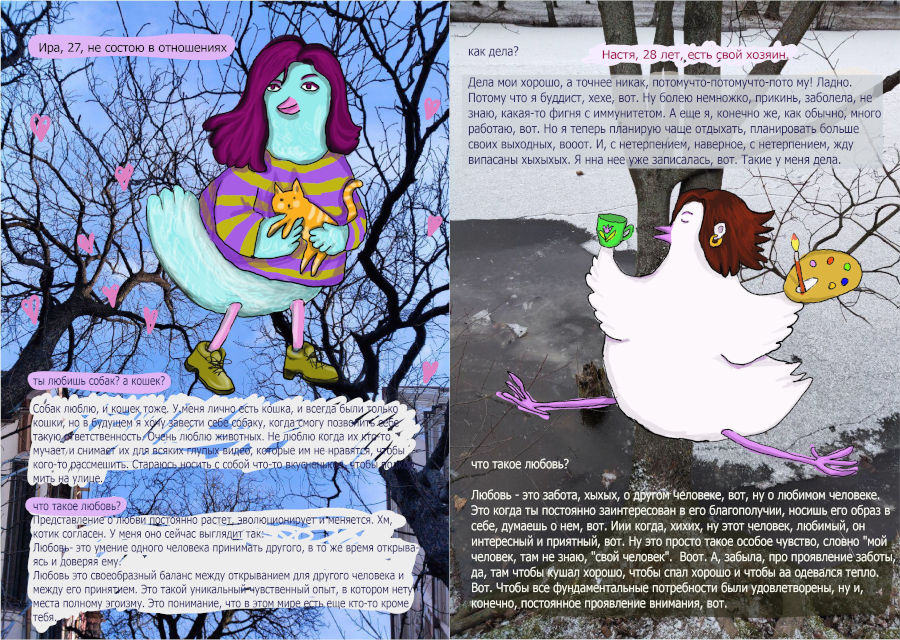 Ира, 27, не состою в отношениях
ты любишь собак? а кошек?
Собак люблю, и кошек тоже. У меня лично есть кошка, и всегда были только
кошки, но в будущем я хочу завести себе собаку, когда смогу позволить себе
такую ответственность. Очень люблю животных. Не люблю когда их кто-то
мучает и снимает их для всяких глупых видео, которые им не нравятся, чтобы
кого-то рассмешить. Стараюсь носить с собой что-то вкусненькое, чтобы
мить на улице.
что такое любовь?
Представление о любви постоянно растет, эволюционирует и меняется. Хм,
котик согласен. У меня оно сейчас выглядит так:
Любовь- это умение одного человека принимать другого, в то же время открыва-
ясь и доверяя ему.
Любовь это своеобразный баланс между открыванием для другого человека и
между его принятием. Это такой уникальный чувственный опыт, в котором нету
места полному эгоизму. Это понимание, что в этом мире есть еще кто-то кроме
тебя.
как дела?
Настя, 28 лет, есть свой хозяин.
Дела мои хорошо, а точнее никак, потомучто-потомучто-пото му! Ладно.
Потому что я буддист, хехе, вот. Ну болею немножко, прикинь, заболела, не
знаю, какая-то фигня с иммунитетом. А еще я, конечно же, как обычно, много
работаю, вот. Но я теперь планирую чаще отдыхать, планировать больше
своих выходных, вооот. И, с нетерпением, наверное, с нетерпением, жду
випасаны хыхыхых. Я нна нее уже записалась, вот. Такие у меня дела.
что такое любовь?
Любовь - это забота, хыхых, о другом человеке, вот, ну о любимом человеке.
Это когда ты постоянно заинтересован в его благополучии, носишь его образ в
себе, думаешь о нем, вот. Иии когда, хихих, ну этот человек, любимый, он
интересный и приятный, вот. Ну это просто такое особое чувство, словно "мой
человек, там не знаю, "свой человек". Воот. А, забыла, про проявление заботы,
да, там чтобы кушал хорошо, чтобы спал хорошо и чтобы аа одевался тепло.
Вот. Чтобы все фундаментальные потребности были удовлетворены, ну и,
конечно, постоянное проявление внимания, вот.